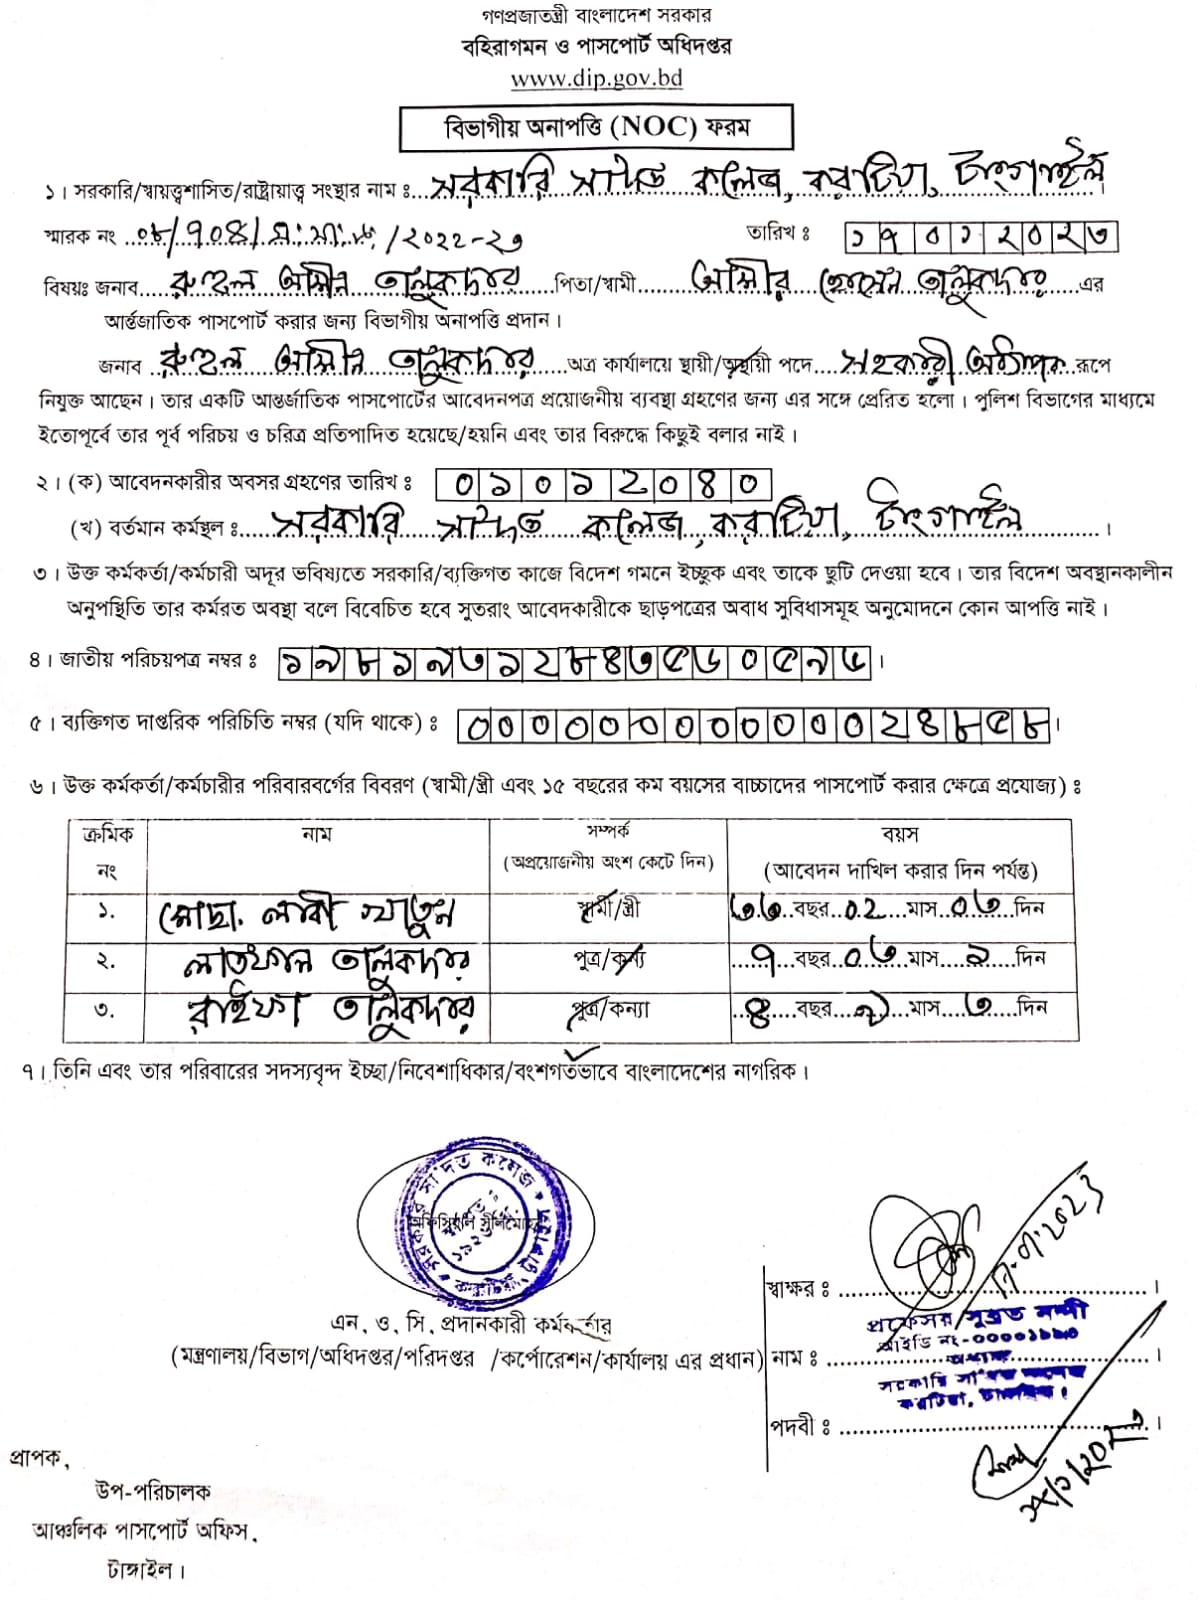 গণপ্রজাতন্ত্রী বাংলাদেশ সরকার
বহিরাগমন ও পাসপোর্ট অধিদপ্তর
www.dip.gov.bd
বিভাগীয় অনাপত্তি (NOC) ফরম
১। সরকারি/স্বায়ত্ত্বশাসিত/রাষ্ট্রায়াত্ত্ব সংস্থার নাম ঃ সরকারি সা'দত কলেজ, করটিয়া, টাংগাইল
স্মারক নং ০৮/৭০৪/স.সা.ক/২০২২-২৩ তারিখ ঃ ১৭০১২০২৩
বিষয়ঃ জনাব রুহুল আমীন তালুকদার পিতা/স্বামী আমীর হোসেন তালুকদার এর
আর্ন্তজাতিক পাসপোর্ট করার জন্য বিভাগীয় অনাপত্তি প্রদান।
জনাব রুহুল আমীন তালুকদার অত্র কার্যালয়ে স্থায়ী/অস্থায়ী পদে সহকারী অধ্যাপক রূপে
নিযুক্ত আছেন। তার একটি আন্তর্জাতিক পাসপোর্টের আবেদনপত্র প্রয়োজনীয় ব্যবস্থা গ্রহণের জন্য এর সঙ্গে প্রেরিত হলো। পুলিশ বিভাগের মাধ্যমে
ইতোপূর্বে তার পূর্ব পরিচয় ও চরিত্র প্রতিপাদিত হয়েছে/হয়নি এবং তার বিরুদ্ধে কিছুই বলার নাই।
২। (ক) আবেদনকারীর অবসর গ্রহণের তারিখ ঃ ০১০১২০৪০
(খ) বর্তমান কর্মস্থল ঃ সরকারি সা'দত কলেজ, করটিয়া, টাংগাইল।
৩। উক্ত কর্মকর্তা/কর্মচারী অদূর ভবিষ্যতে সরকারি/ব্যক্তিগত কাজে বিদেশ গমনে ইচ্ছুক এবং তাকে ছুটি দেওয়া হবে। তার বিদেশ অবস্থানকালীন
অনুপস্থিতি তার কর্মরত অবস্থা বলে বিবেচিত হবে সুতরাং আবেদকারীকে ছাড়পত্রের অবাধ সুবিধাসমূহ অনুমোদনে কোন আপত্তি নাই।
৪। জাতীয় পরিচয়পত্র নম্বর ঃ ১৯৮১৯৩১২৮৪৩৫৬০৫৯৬।
৫। ব্যক্তিগত দাপ্তরিক পরিচিতি নম্বর (যদি থাকে) ঃ ০০০০০০০০০০০০২৪৮৫৮।
৬। উক্ত কর্মকর্তা/কর্মচারীর পরিবারবর্গের বিবরণ (স্বামী/স্ত্রী এবং ১৫ বছরের কম বয়সের বাচ্চাদের পাসপোর্ট করার ক্ষেত্রে প্রযোজ্য) ঃ
ক্রমিক নং নাম সম্পর্ক (অপ্রয়োজনীয় অংশ কেটে দিন) বয়স (আবেদন দাখিল করার দিন পর্যন্ত)
১. মোছা. লাবী খাতুন স্বামী/স্ত্রী ৩৩ বছর ০২ মাস ০৩ দিন
২. লাতফাল তালুকদার পুত্র/কন্যা ৭ বছর ০৬ মাস ৯ দিন
৩. রাইফা তালুকদার পুত্র/কন্যা ৪ বছর ৯ মাস ৩ দিন
৭। তিনি এবং তার পরিবারের সদস্যবৃন্দ ইচ্ছা/নিবেশাধিকার/বংশগতভাবে বাংলাদেশের নাগরিক।
সরকারি সা'দত কলেজ
করটিয়া, টাঙ্গাইল
অফিসিয়াল সীলমোহর
স্বাক্ষর ঃ ১৭.০১.২০২৩
এন, ও, সি, প্রদানকারী কর্মকর্তার
প্রফেসর সুব্রত নন্দী
আইডি নং-০০০০১৯৯৩
অধ্যক্ষ
সরকারি সা'দত কলেজ
করটিয়া, টাঙ্গাইল।
(মন্ত্রণালয়/বিভাগ/অধিদপ্তর/পরিদপ্তর /কর্পোরেশন/কার্যালয় এর প্রধান) নাম ঃ
পদবী ঃ
প্রাপক,
উপ-পরিচালক
আঞ্চলিক পাসপোর্ট অফিস,
টাঙ্গাইল।